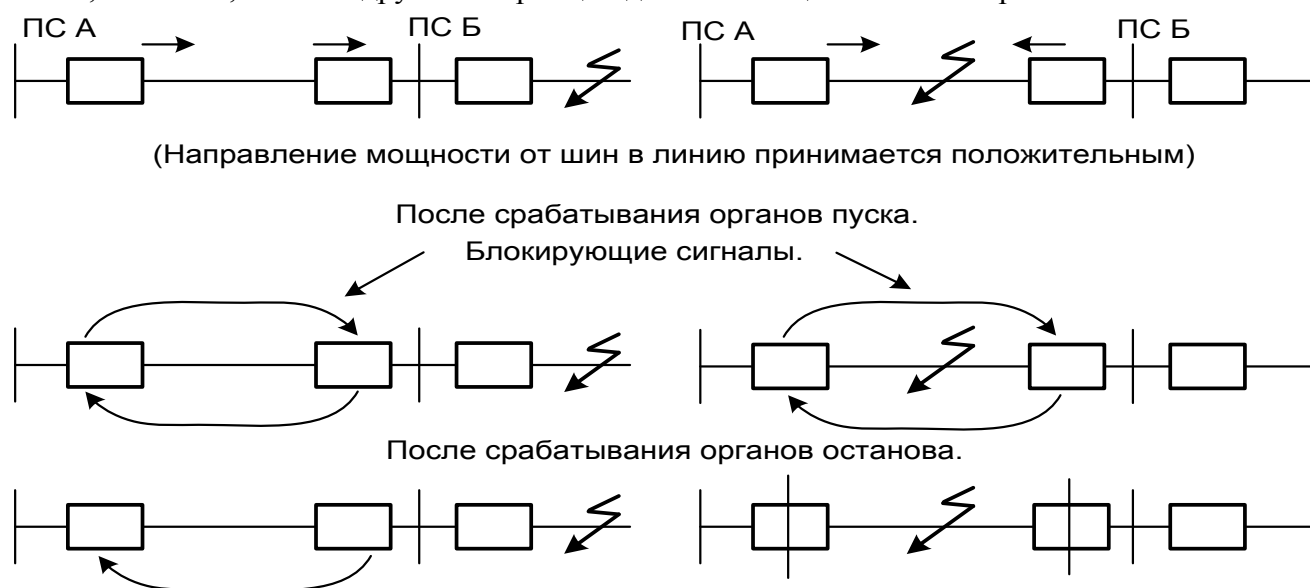 ПС А ПС Б ПС А ПС Б
(Направление мощности от шин в линию принимается положительным)
После срабатывания органов пуска.
Блокирующие сигналы.
После срабатывания органов останова.